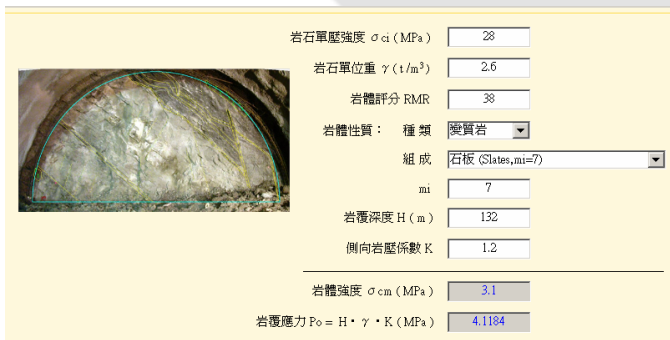 岩石單壓強度 σci (MPa) 28
岩石單位重 γ (t/m³) 2.6
岩體評分 RMR 38
岩體性質： 種 類 變質岩
組 成 石板 (Slates,mi=7)
mi 7
岩覆深度 H (m) 132
側向岩壓係數 K 1.2
岩體強度 σcm (MPa) 3.1
岩覆應力 Po = H · γ · K (MPa) 4.1184